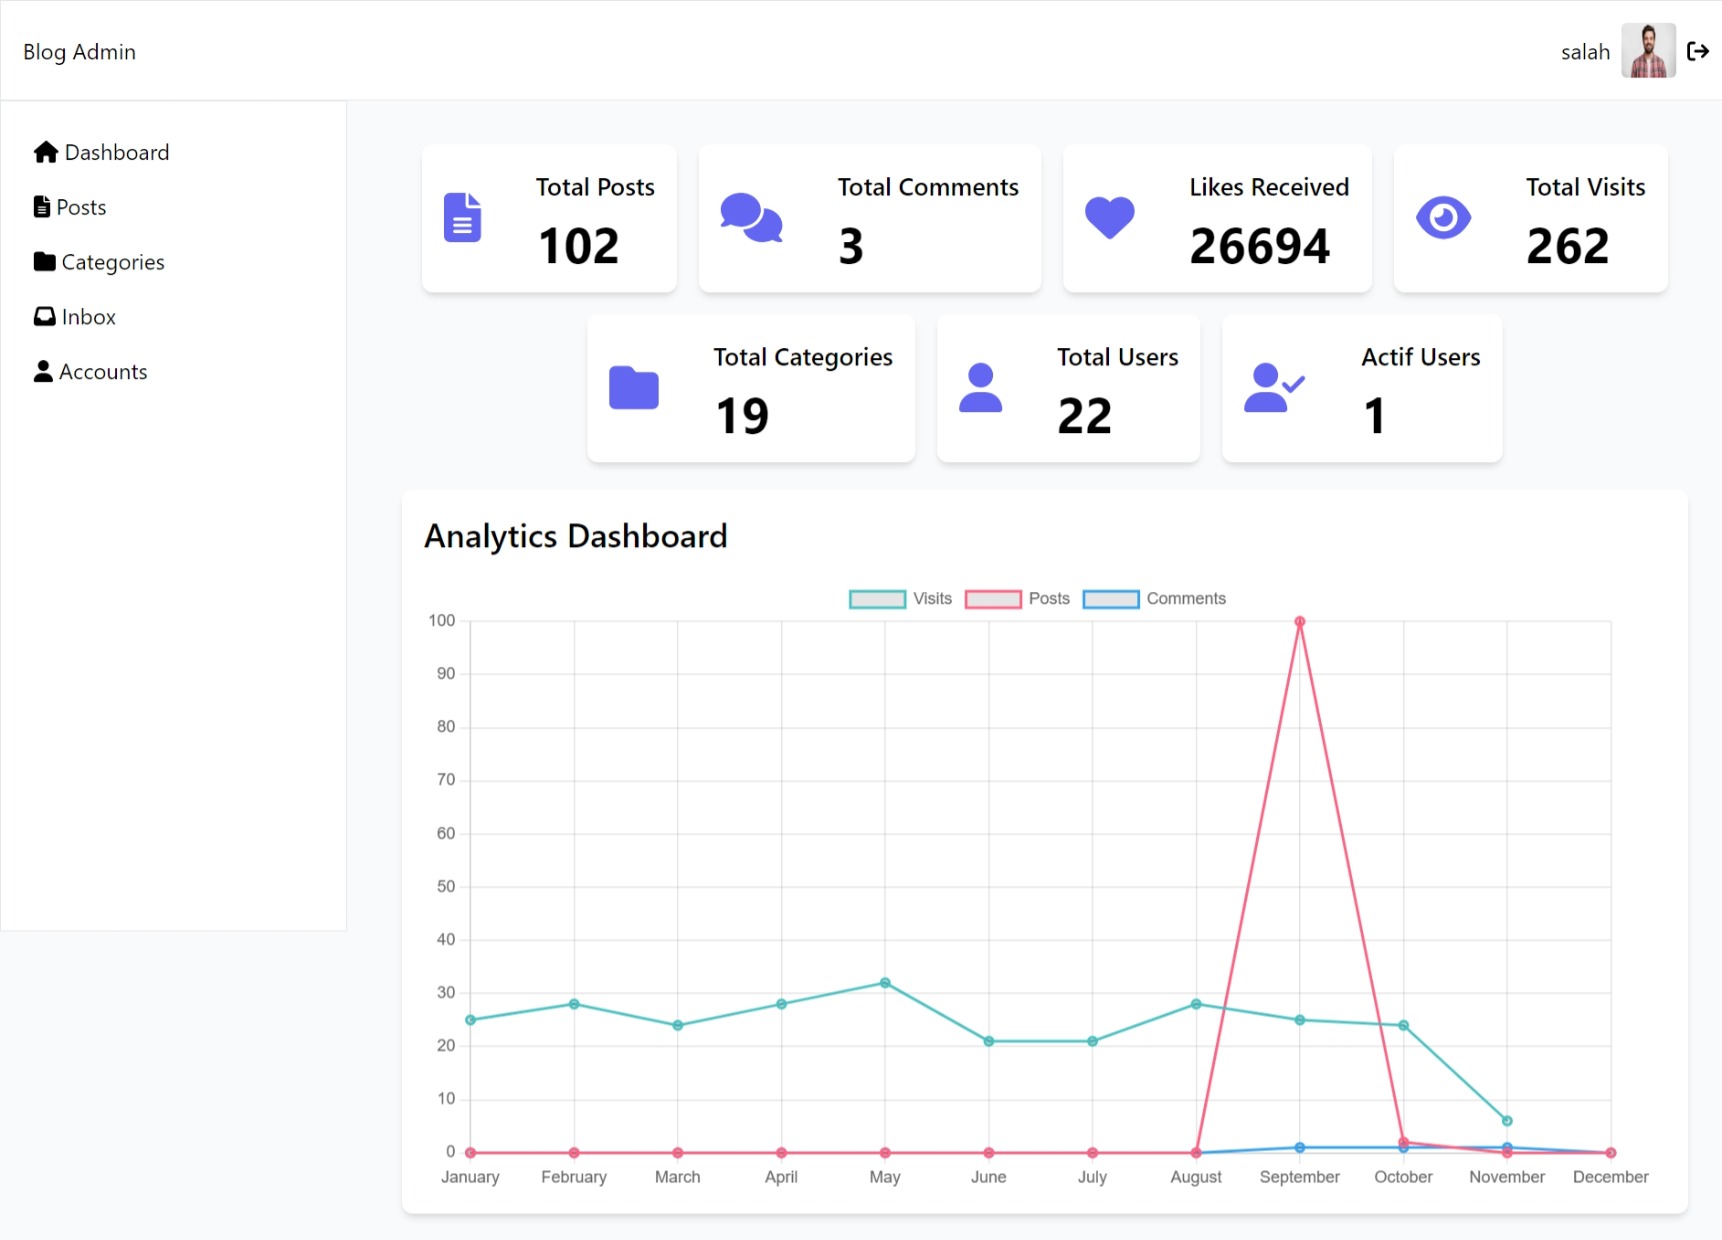 Blog Admin
salah
Dashboard
Posts
Categories
Inbox
Accounts
Total Posts
102
Total Comments
3
Likes Received
26694
Total Visits
262
Total Categories
19
Total Users
22
Actif Users
1
Analytics Dashboard
Visits Posts Comments
100
90
80
70
60
50
40
30
20
10
0
January February March April May June July August September October November December